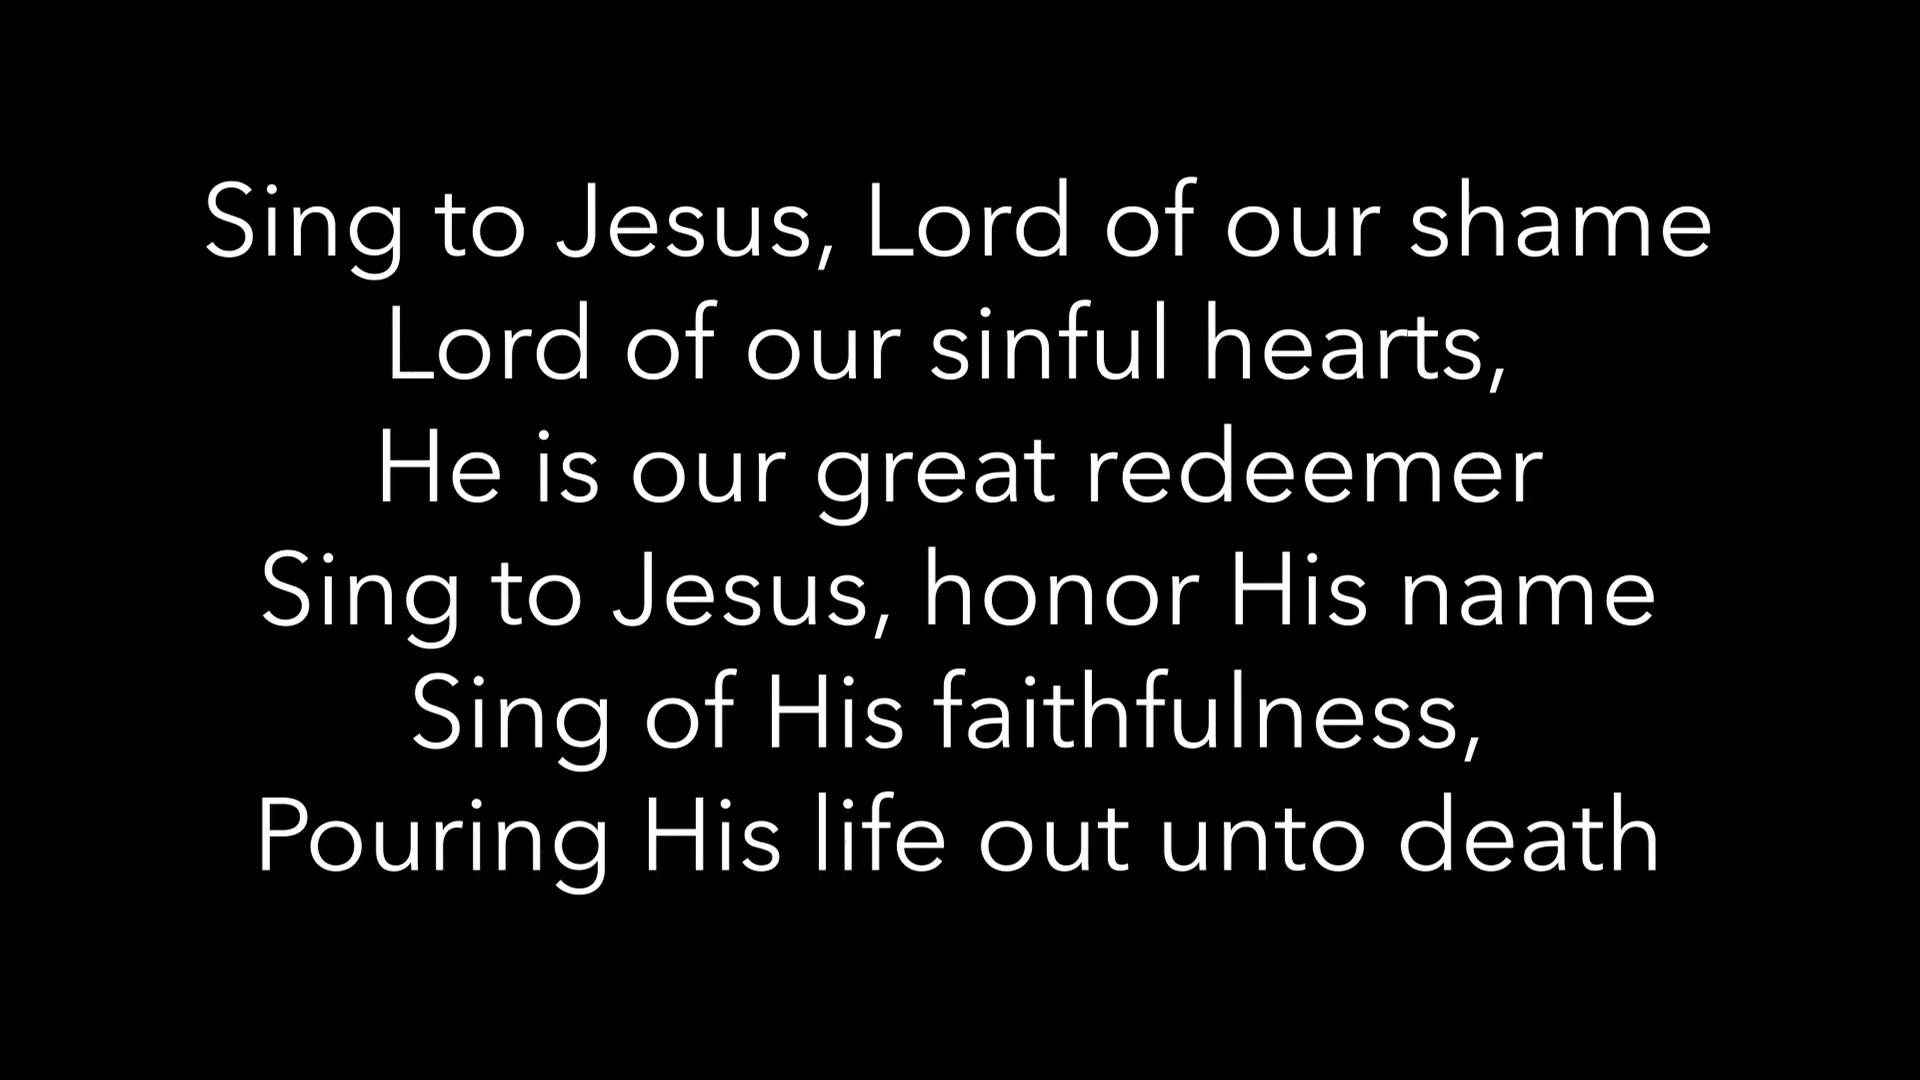 Sing to Jesus, Lord of our shame
Lord of our sinful hearts,
He is our great redeemer
Sing to Jesus, honor His name
Sing of His faithfulness,
Pouring His life out unto death